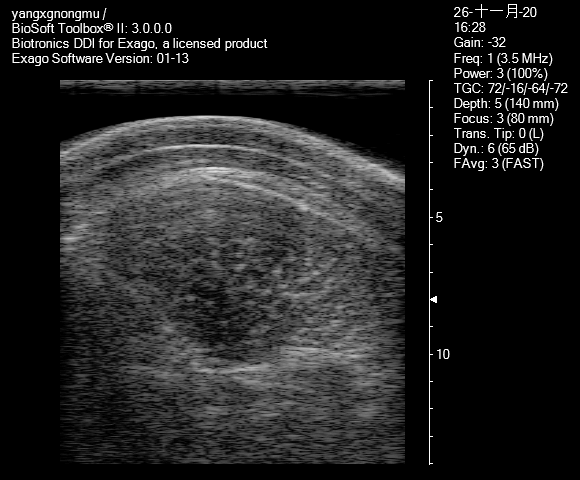 yangxgnongmu /
BioSoft Toolbox® II: 3.0.0.0
Biotronics DDI for Exago, a licensed product
Exago Software Version: 01-13
26-十一月-20
16:28
Gain: -32
Freq: 1 (3.5 MHz)
Power: 3 (100%)
TGC: 72/-16/-64/-72
Depth: 5 (140 mm)
Focus: 3 (80 mm)
Trans. Tip: 0 (L)
Dyn.: 6 (65 dB)
FAvg: 3 (FAST)
5
10